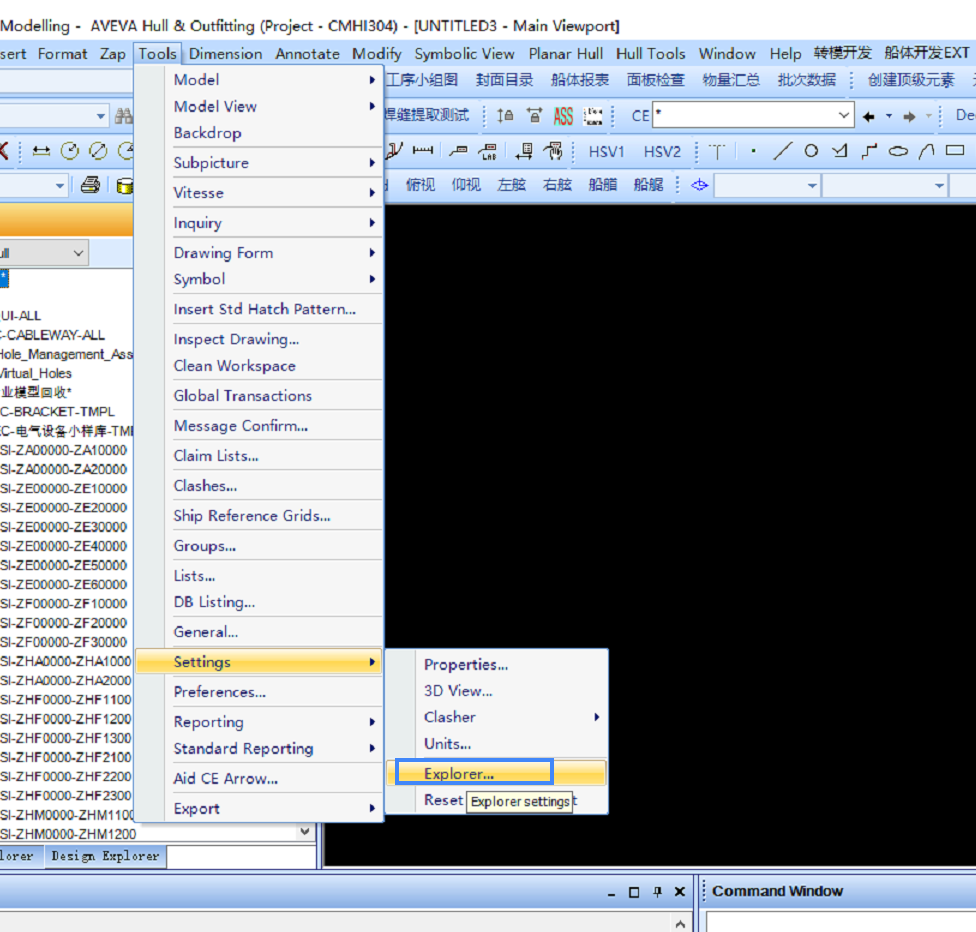 Modelling - AVEVA Hull & Outfitting (Project - CMHI304) - [UNTITLED3 - Main Viewport]
sert Format Zap Tools Dimension Annotate Modify Symbolic View Planar Hull Hull Tools Window Help 转模开发 船体开发EXT
工序小组图 封面目录 船体报表 面板检查 物量汇总 批次数据 创建顶级元素
焊缝提取测试 ASS CE * De
HSV1 HSV2
俯视 仰视 左舷 右舷 船艏 船艉
Model
Model View
Backdrop
Subpicture
Vitesse
Inquiry
Drawing Form
Symbol
Insert Std Hatch Pattern...
Inspect Drawing...
Clean Workspace
Global Transactions
Message Confirm...
Claim Lists...
Clashes...
Ship Reference Grids...
Groups...
Lists...
DB Listing...
General...
Settings
Preferences...
Reporting
Standard Reporting
Aid CE Arrow...
Export
Properties...
3D View...
Clasher
Units...
Explorer...
Reset
Explorer settings
t
ull
*
UI-ALL
C-CABLEWAY-ALL
Hole_Management_Ass
Virtual_Holes
业模型回收*
C-BRACKET-TMPL
EC-电气设备小样库-TMI
SI-ZA00000-ZA10000
SI-ZA00000-ZA20000
SI-ZE00000-ZE10000
SI-ZE00000-ZE20000
SI-ZE00000-ZE30000
SI-ZE00000-ZE40000
SI-ZE00000-ZE50000
SI-ZE00000-ZE60000
SI-ZF00000-ZF10000
SI-ZF00000-ZF20000
SI-ZF00000-ZF30000
SI-ZHA0000-ZHA1000
SI-ZHA0000-ZHA2000
SI-ZHF0000-ZHF1100
SI-ZHF0000-ZHF1200
SI-ZHF0000-ZHF1300
SI-ZHF0000-ZHF2100
SI-ZHF0000-ZHF2200
SI-ZHF0000-ZHF2300
SI-ZHM0000-ZHM1100
SI-ZHM0000-ZHM1200
lorer Design Explorer
Command Window